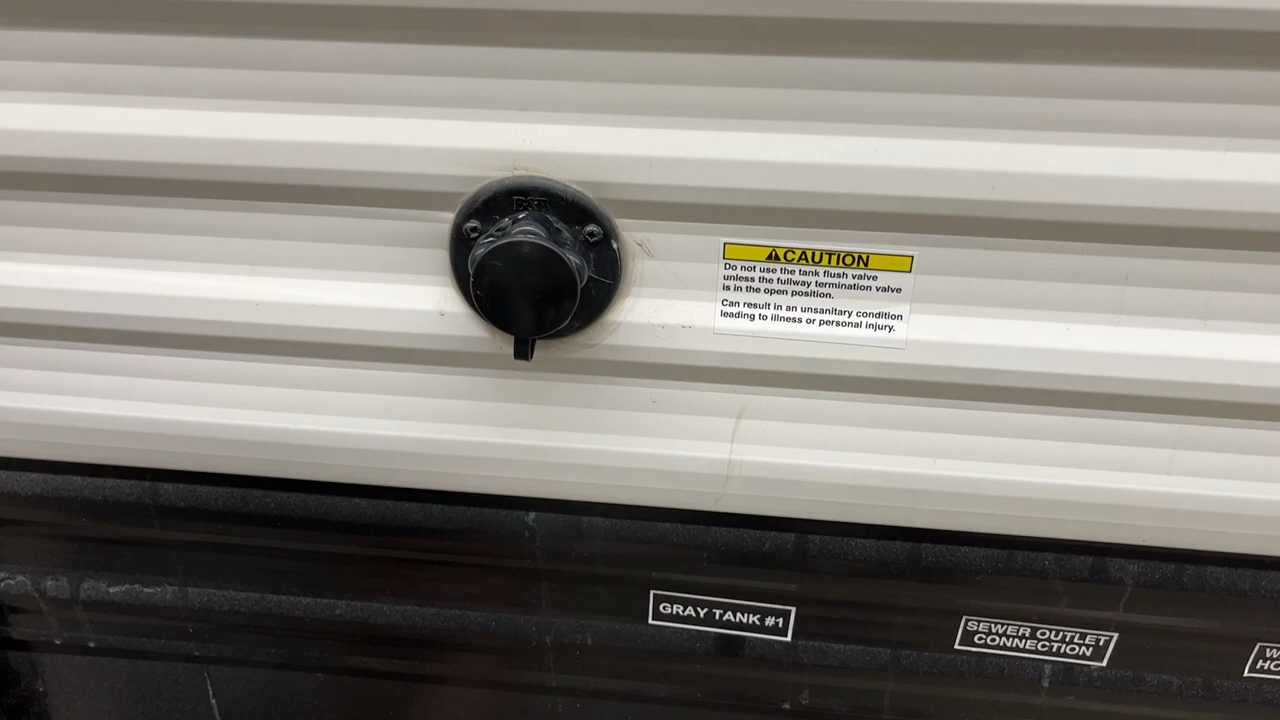 CAUTION
Do not use the tank flush valve
unless the fullway termination valve
is in the open position.
Can result in an unsanitary condition
leading to illness or personal injury.
GRAY TANK #1
SEWER OUTLET
CONNECTION